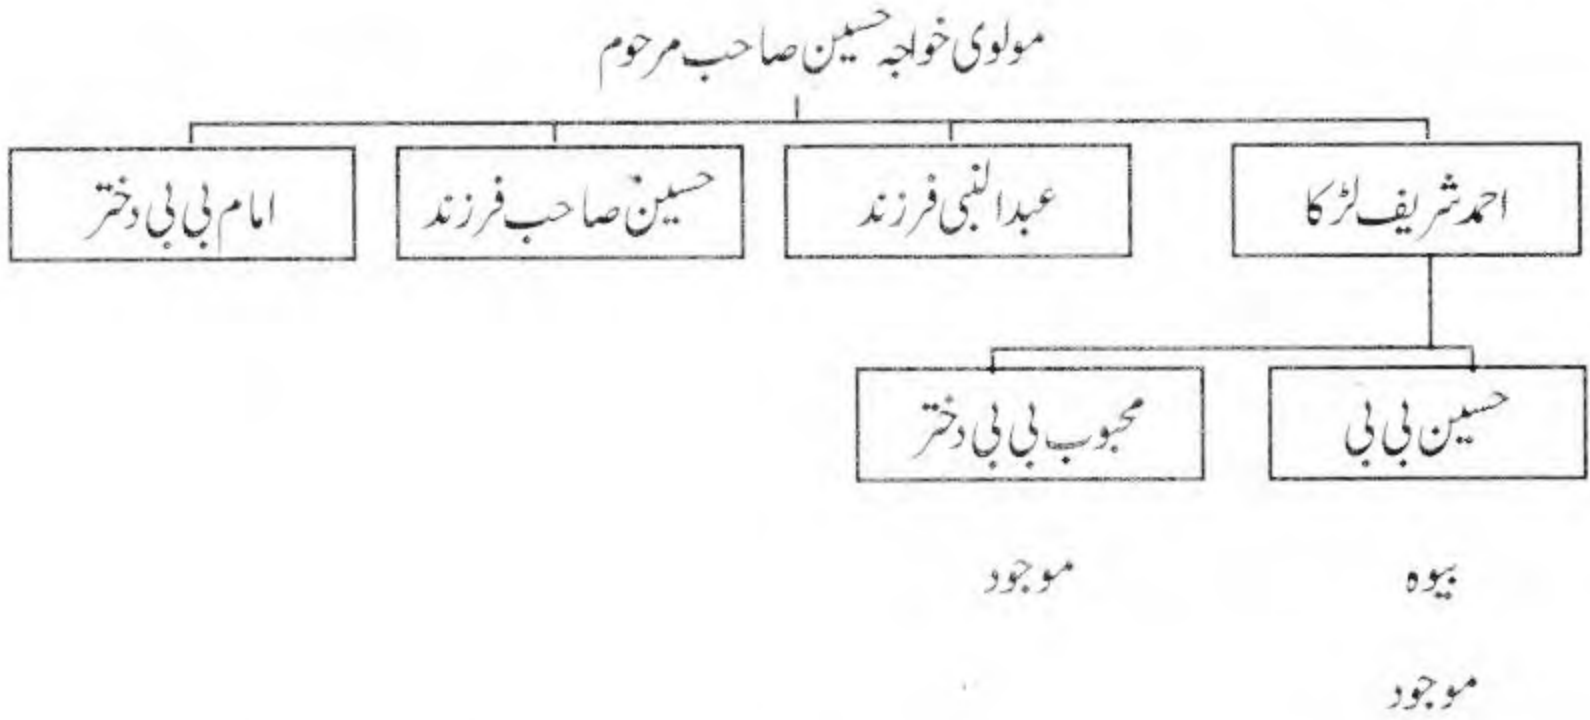 مولوی خواجہ حسین صاحب مرحوم
احمد شریف لڑکا
عبدالنبی فرزند
حسین صاحب فرزند
امام بی بی دختر
حسین بی بی
محبوب بی بی دختر
بیوہ
موجود
موجود